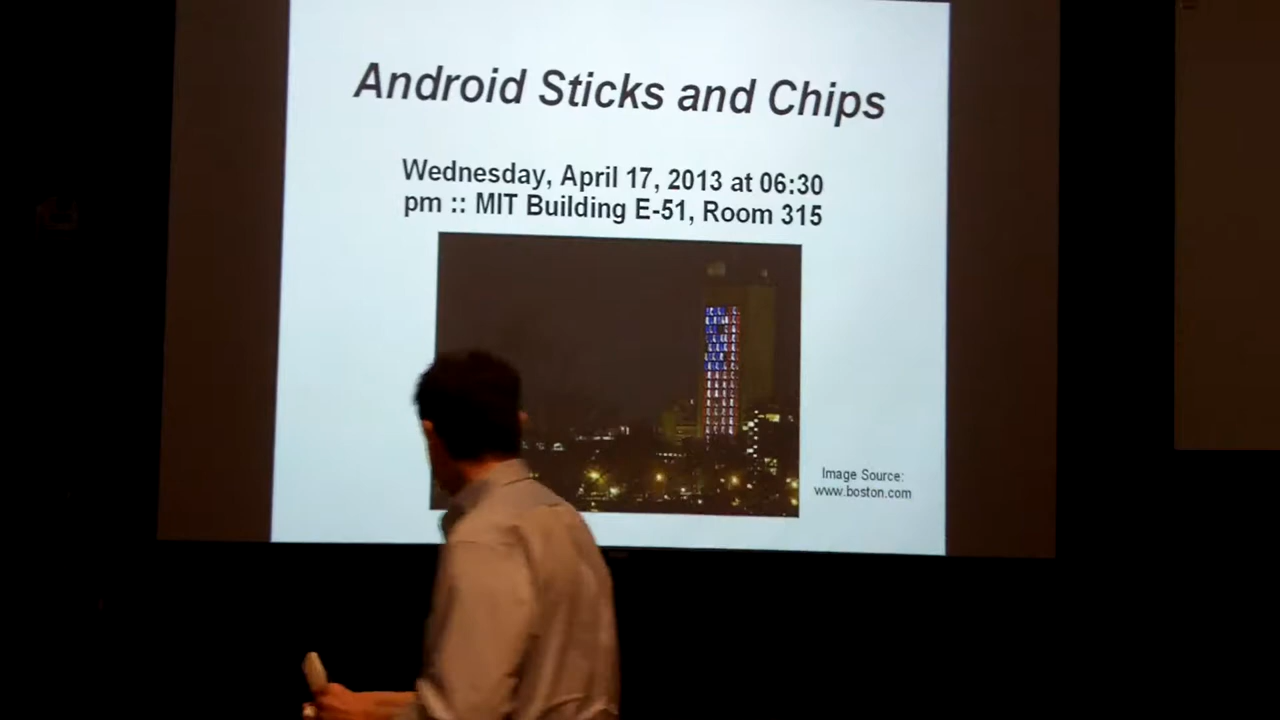 Android Sticks and Chips
Wednesday, April 17, 2013 at 06:30
pm :: MIT Building E-51, Room 315
Image Source:
www.boston.com